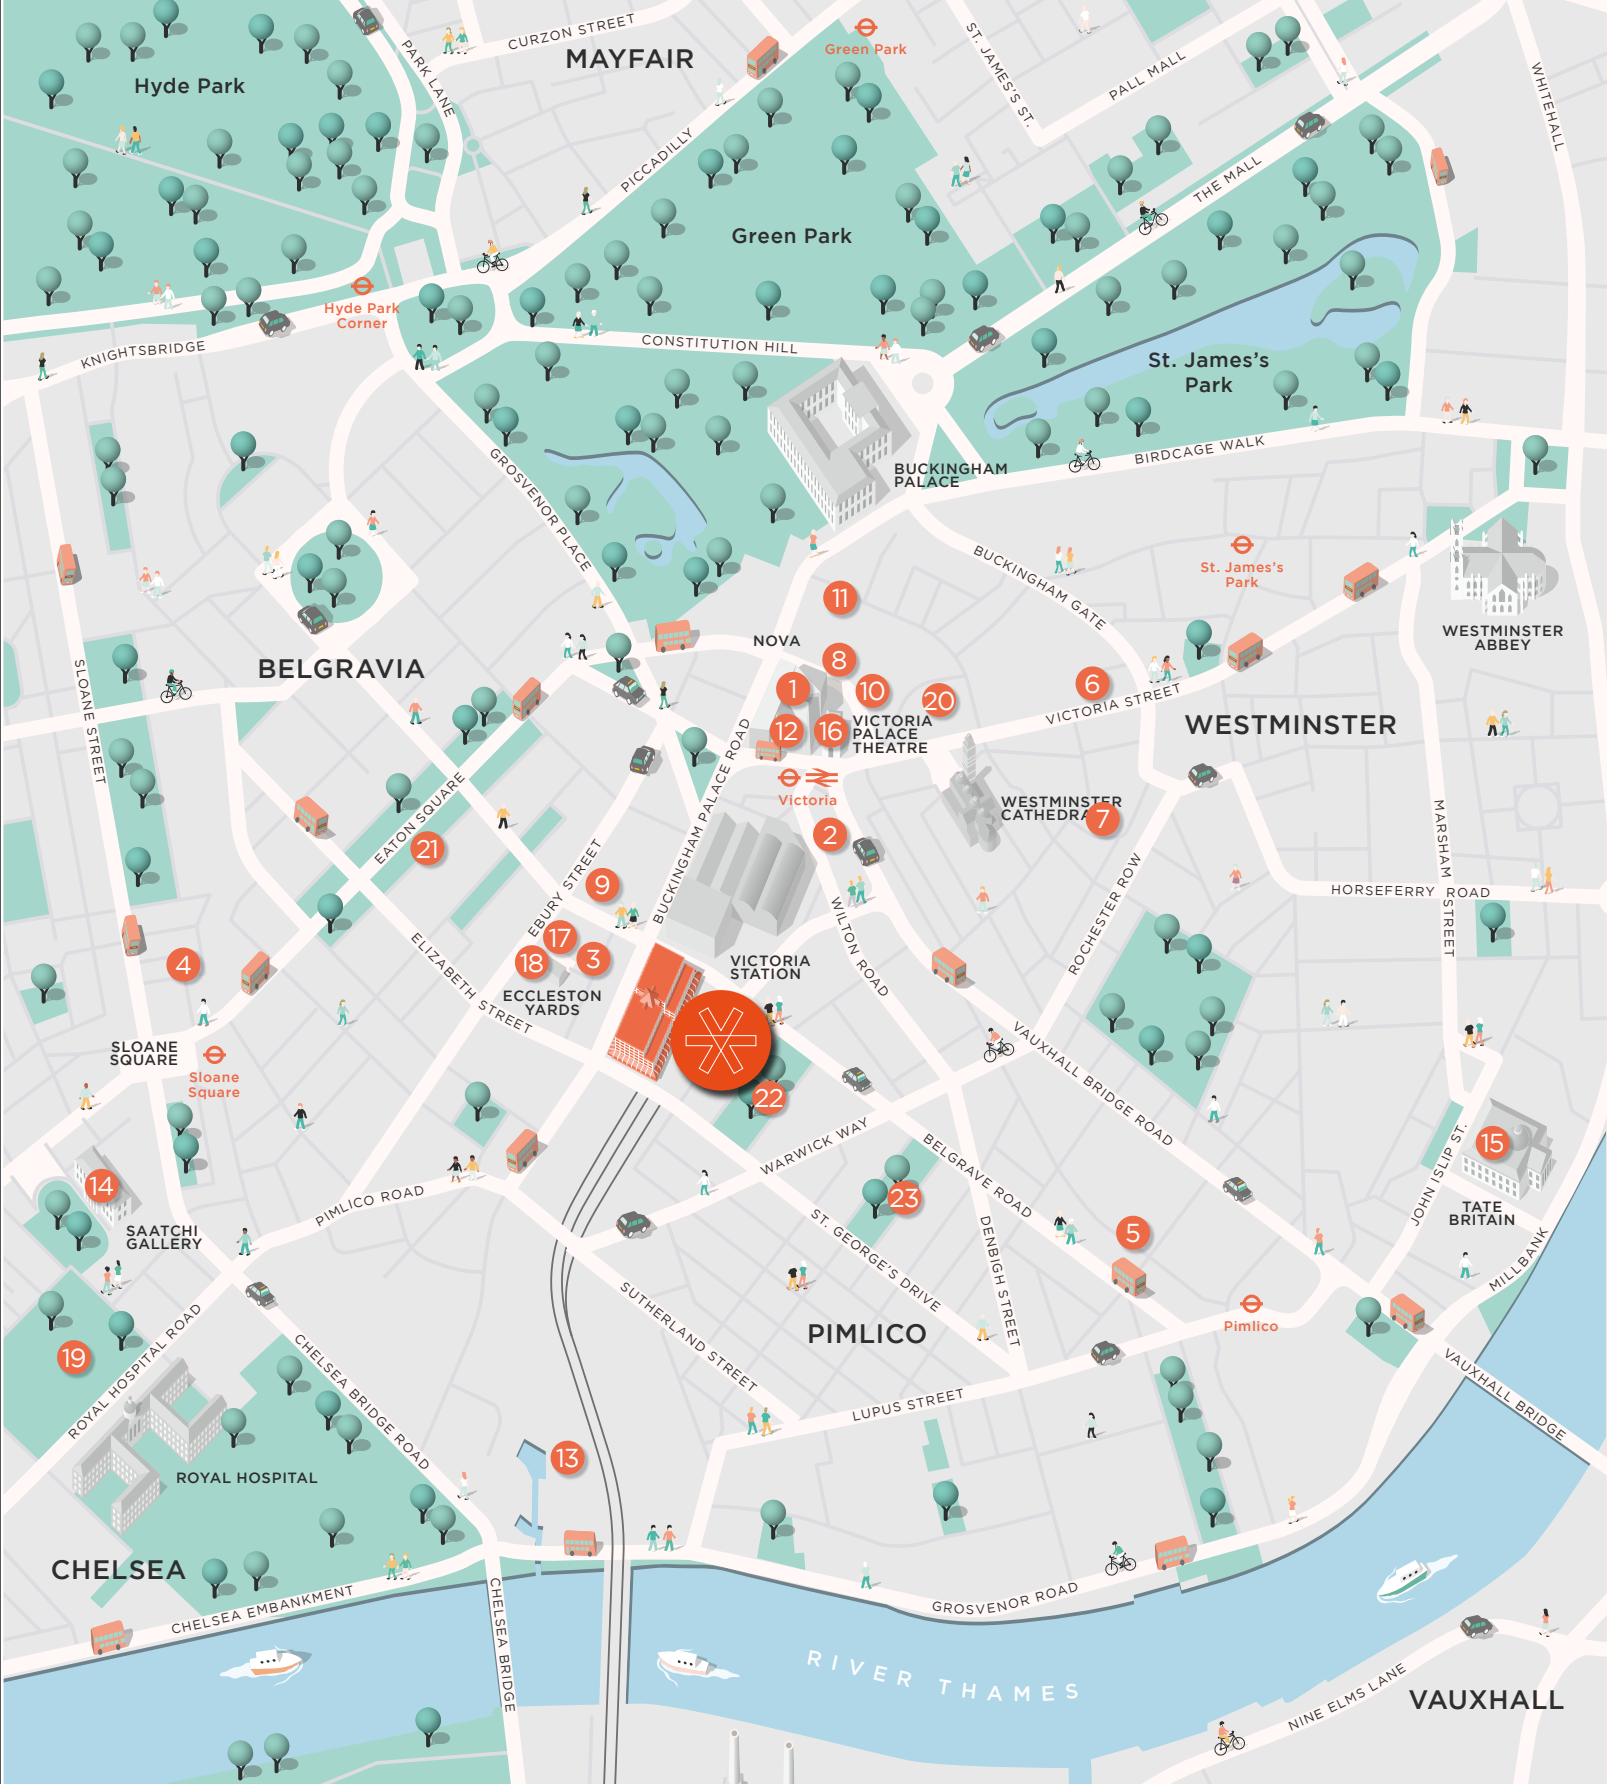 CURZON STREET
MAYFAIR
Green Park
ST. JAMES'S ST.
PALL MALL
WHITEHALL
PARK LANE
Hyde Park
PICCADILLY
THE MALL
Green Park
Hyde Park
Corner
KNIGHTSBRIDGE
CONSTITUTION HILL
St. James's
Park
BIRDCAGE WALK
BUCKINGHAM
PALACE
GROSVENOR PLACE
BUCKINGHAM GATE
St. James's
Park
WESTMINSTER
ABBEY
11
NOVA
BELGRAVIA
SLOANE STREET
8
1
10
20
6
VICTORIA STREET
WESTMINSTER
12
16
VICTORIA
PALACE
THEATRE
BUCKINGHAM PALACE ROAD
Victoria
WESTMINSTER
CATHEDRA
7
2
EATON SQUARE
21
MARSHAM STREET
HORSEFERRY ROAD
9
EBURY STREET
WILTON ROAD
ROCHESTER ROW
17
18
3
4
ELIZABETH STREET
VICTORIA
STATION
ECCLESTON
YARDS
SLOANE
SQUARE
Sloane
Square
VAUXHALL BRIDGE ROAD
22
WARWICK WAY
BELGRAVE ROAD
JOHN ISLIP ST.
15
14
PIMLICO ROAD
23
TATE
BRITAIN
SAATCHI
GALLERY
ST. GEORGE'S DRIVE
DENBIGH STREET
5
MILLBANK
SUTHERLAND STREET
PIMLICO
Pimlico
ROYAL HOSPITAL ROAD
19
CHELSEA BRIDGE ROAD
VAUXHALL BRIDGE
LUPUS STREET
13
ROYAL HOSPITAL
CHELSEA
CHELSEA EMBANKMENT
CHELSEA BRIDGE
GROSVENOR ROAD
RIVER THAMES
NINE ELMS LANE
VAUXHALL